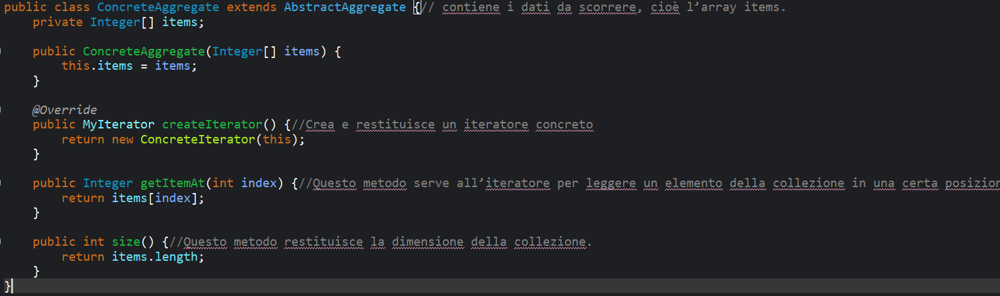 public class ConcreteAggregate extends AbstractAggregate {// contiene i dati da scorrere, cioè l’array items.
    private Integer[] items;

    public ConcreteAggregate(Integer[] items) {
        this.items = items;
    }

    @Override
    public MyIterator createIterator() {//Crea e restituisce un iteratore concreto
        return new ConcreteIterator(this);
    }

    public Integer getItemAt(int index) {//Questo metodo serve all’iteratore per leggere un elemento della collezione in una certa posizion
        return items[index];
    }

    public int size() {//Questo metodo restituisce la dimensione della collezione.
        return items.length;
    }
}